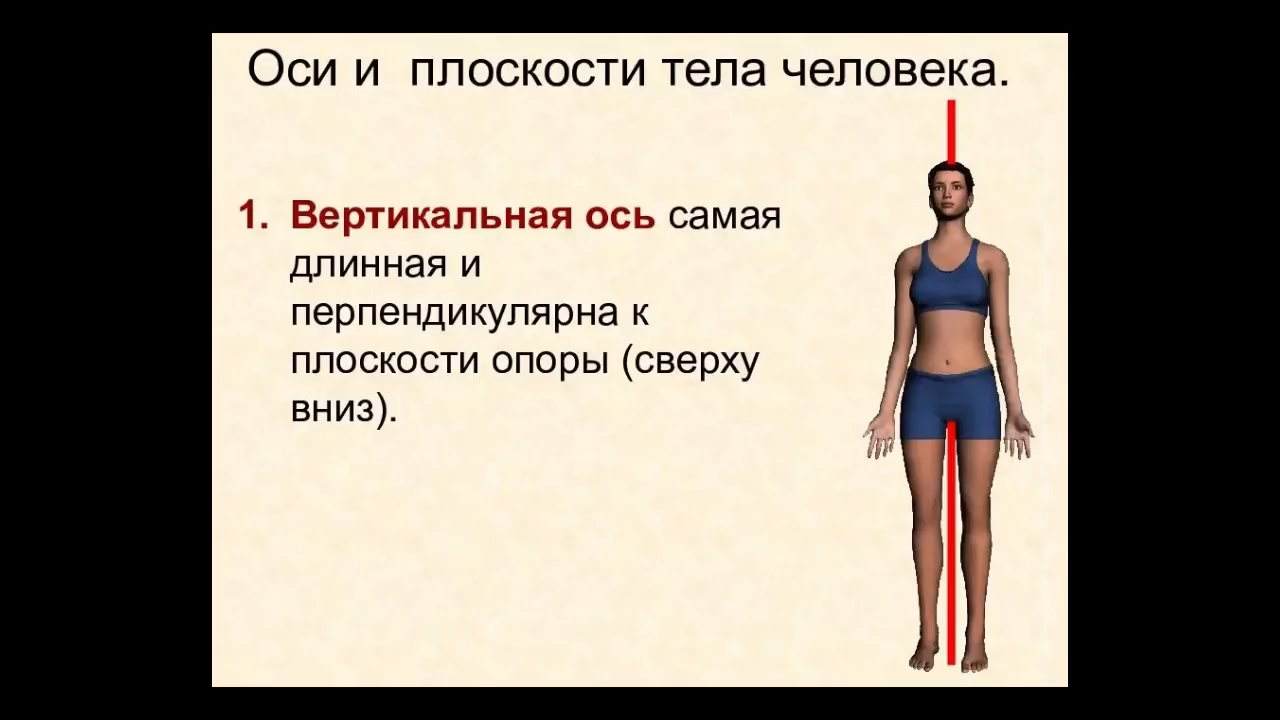 Оси и плоскости тела человека.
1. Вертикальная ось самая
длинная и
перпендикулярна к
плоскости опоры (сверху
вниз).